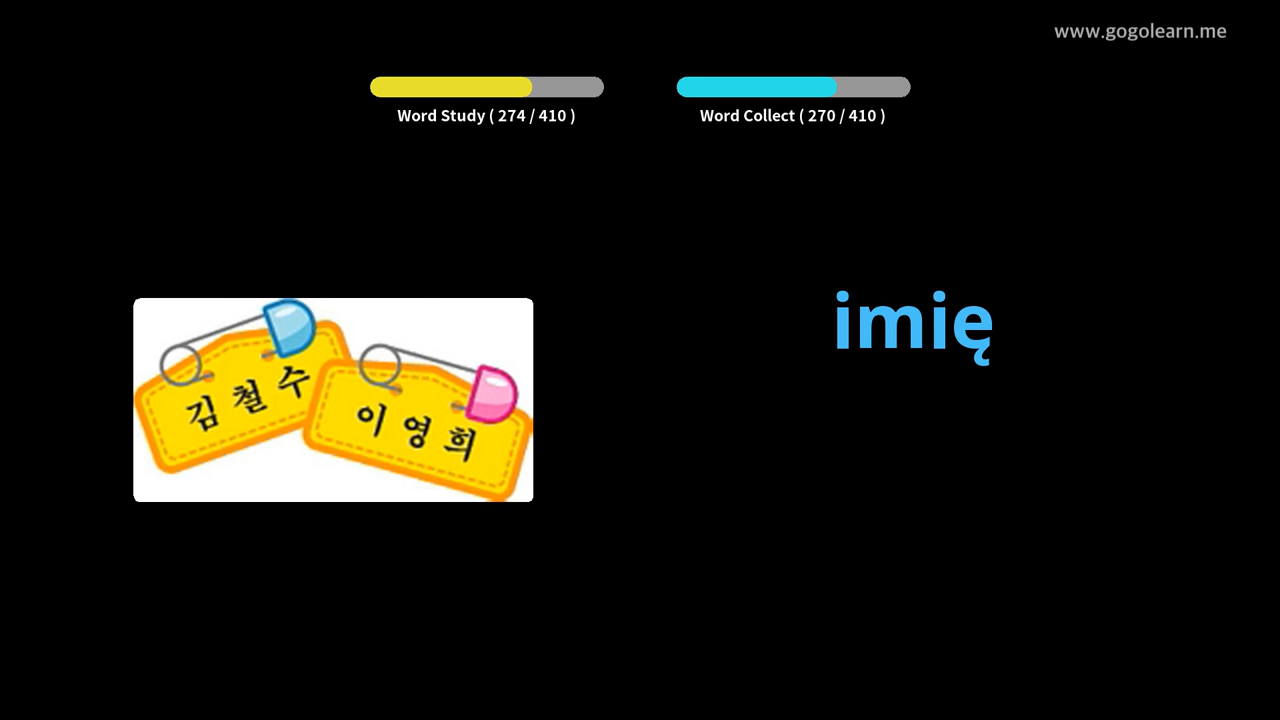 www.gogolearn.me
Word Study ( 274 / 410 )
Word Collect ( 270 / 410 )
imię
김철수
이영희